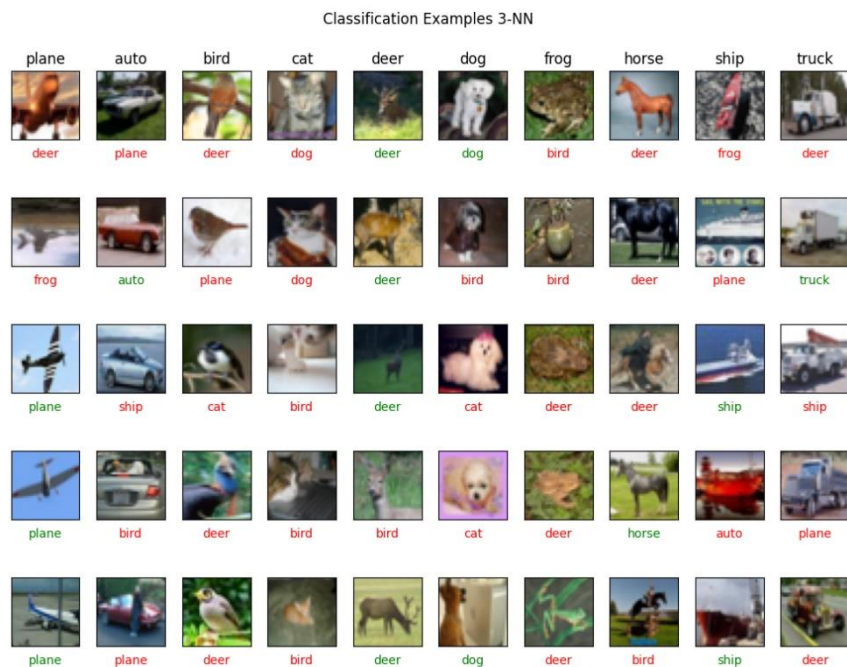 Classification Examples 3-NN
plane auto bird cat deer dog frog horse ship truck
deer plane deer dog deer dog bird deer frog deer
frog auto plane dog deer bird bird deer plane truck
plane ship cat bird deer cat deer deer ship ship
plane bird deer bird bird cat deer horse auto plane
plane plane deer bird deer dog deer bird ship deer